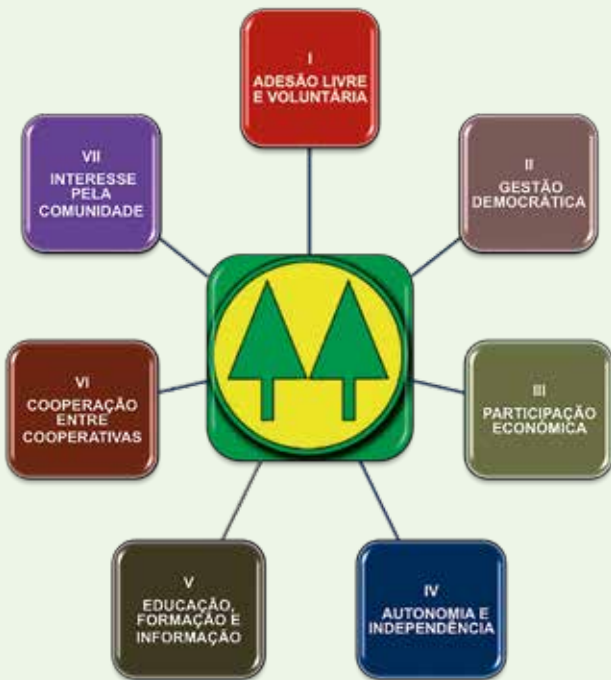 I
ADESÃO LIVRE
E VOLUNTÁRIA
II
GESTÃO
DEMOCRÁTICA
III
PARTICIPAÇÃO
ECONÓMICA
IV
AUTONOMIA E
INDEPENDÊNCIA
V
EDUCAÇÃO,
FORMAÇÃO E
INFORMAÇÃO
VI
COOPERAÇÃO
ENTRE
COOPERATIVAS
VII
INTERESSE
PELA
COMUNIDADE